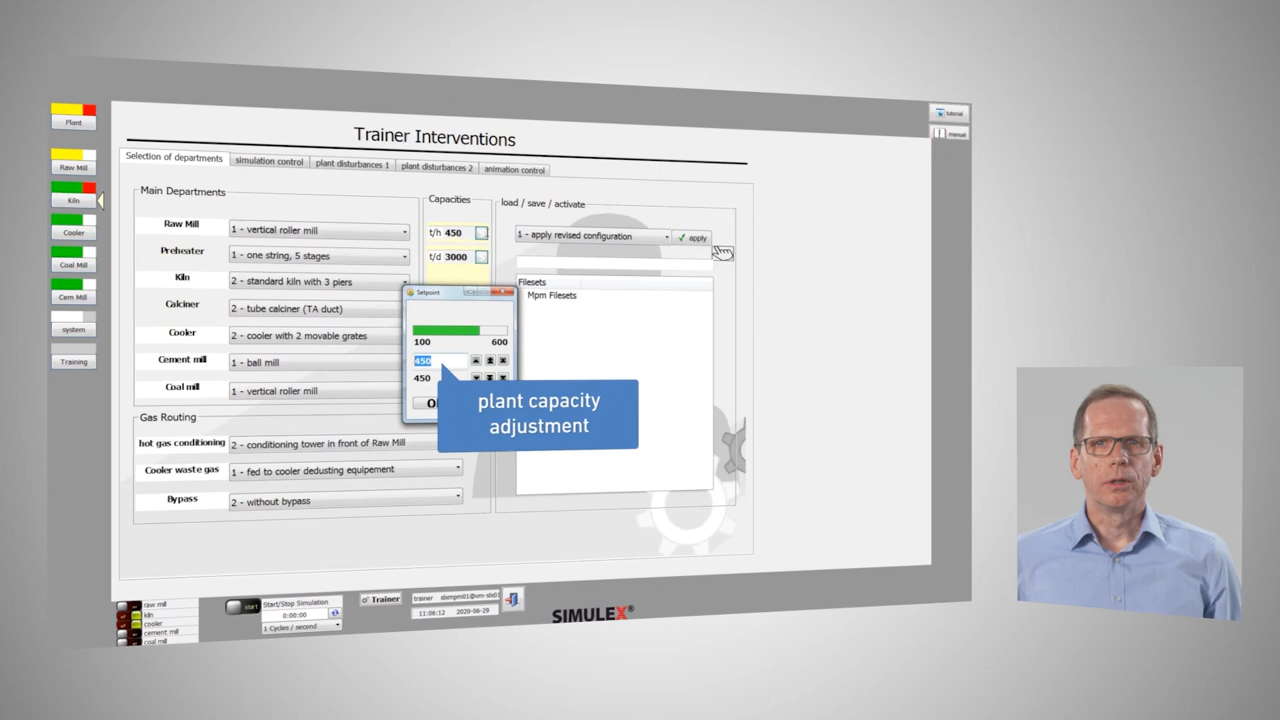 Plant
Raw Mill
Kiln
Cooler
Coal Mill
Cem Mill
system
Training
tutorial
manual
Trainer Interventions
Selection of departments
simulation control
plant disturbances 1
plant disturbances 2
animation control
Main Departments
Raw Mill
1 - vertical roller mill
Preheater
1 - one string, 5 stages
Kiln
2 - standard kiln with 3 piers
Calciner
2 - tube calciner (TA duct)
Cooler
2 - cooler with 2 movable grates
Cement mill
1 - ball mill
Coal mill
1 - vertical roller mill
Capacities
t/h 450
t/d 3000
load / save / activate
1 - apply revised configuration
apply
Filesets
Mpm Filesets
Setpoint
100 600
450
450
plant capacity
adjustment
Gas Routing
hot gas conditioning
2 - conditioning tower in front of Raw Mill
Cooler waste gas
1 - fed to cooler dedusting equipement
Bypass
2 - without bypass
raw mill
kiln
cooler
cement mill
coal mill
start
Start/Stop Simulation
0:00:00
1 Cycles / second
Trainer
trainer
11:06:12 2020-06-29
SIMULEX®